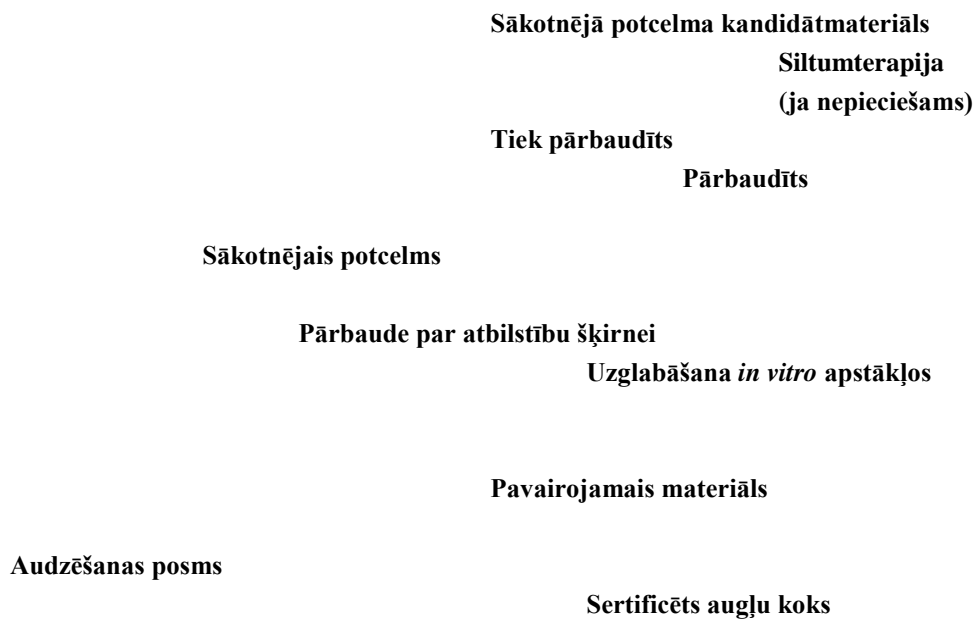 Sākotnējā potcelma kandidātmateriāls
Siltumterapija
(ja nepieciešams)
Tiek pārbaudīts
Pārbaudīts
Sākotnējais potcelms
Pārbaude par atbilstību šķirnei
Uzglabāšana in vitro apstākļos
Pavairojamais materiāls
Audzēšanas posms
Sertificēts augļu koks